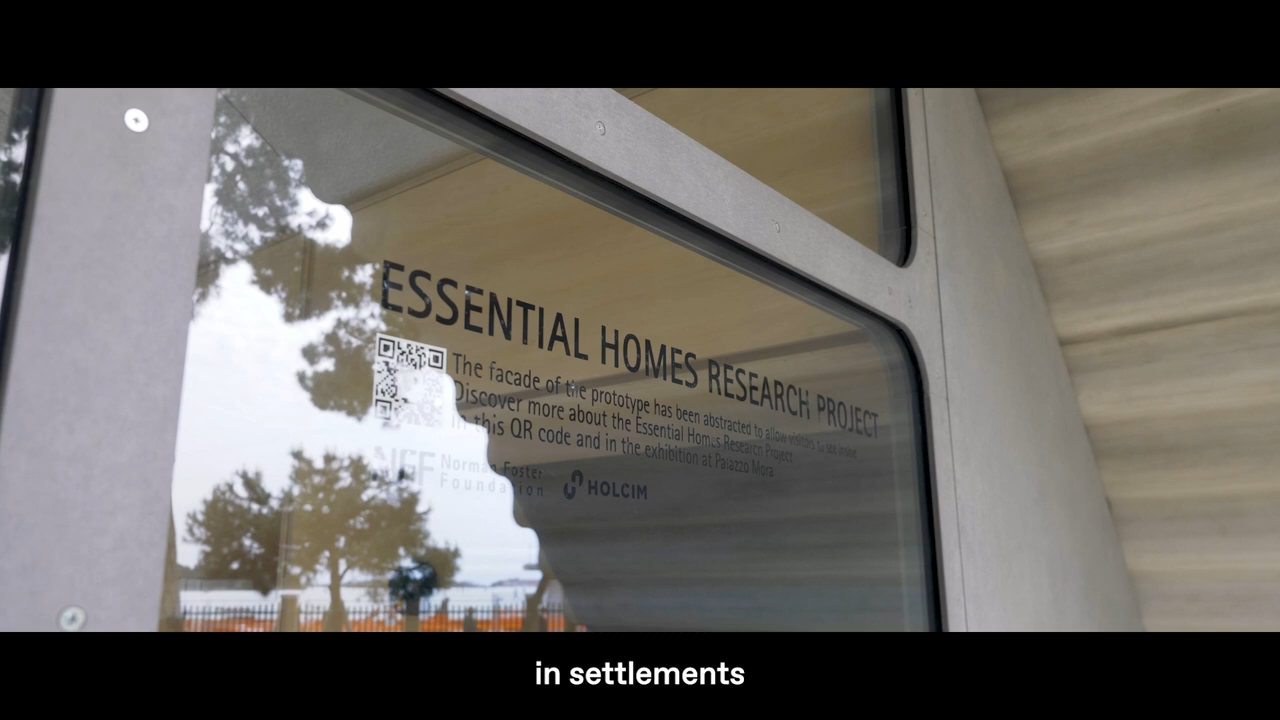 ESSENTIAL HOMES RESEARCH PROJECT
The facade of the prototype has been abstracted to allow visitors to see inside.
Discover more about the Essential Homes Research Project
in this QR code and in the exhibition at Palazzo Mora.
Norman Foster
Foundation
HOLCIM
in settlements